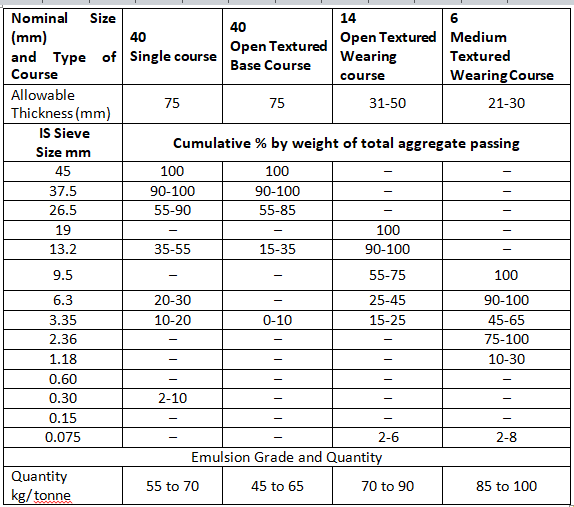 Nominal Size (mm) and Type of Course | 40 Single course | 40 Open Textured Base Course | 14 Open Textured Wearing course | 6 Medium Textured Wearing Course
Allowable Thickness (mm) | 75 | 75 | 31-50 | 21-30
IS Sieve Size mm | Cumulative % by weight of total aggregate passing
45 | 100 | 100 | – | –
37.5 | 90-100 | 90-100 | – | –
26.5 | 55-90 | 55-85 | – | –
19 | – | – | 100 | –
13.2 | 35-55 | 15-35 | 90-100 | –
9.5 | – | – | 55-75 | 100
6.3 | 20-30 | – | 25-45 | 90-100
3.35 | 10-20 | 0-10 | 15-25 | 45-65
2.36 | – | – | – | 75-100
1.18 | – | – | – | 10-30
0.60 | – | – | – | –
0.30 | 2-10 | – | – | –
0.15 | – | – | – | –
0.075 | – | – | 2-6 | 2-8
Emulsion Grade and Quantity
Quantity kg/tonne | 55 to 70 | 45 to 65 | 70 to 90 | 85 to 100